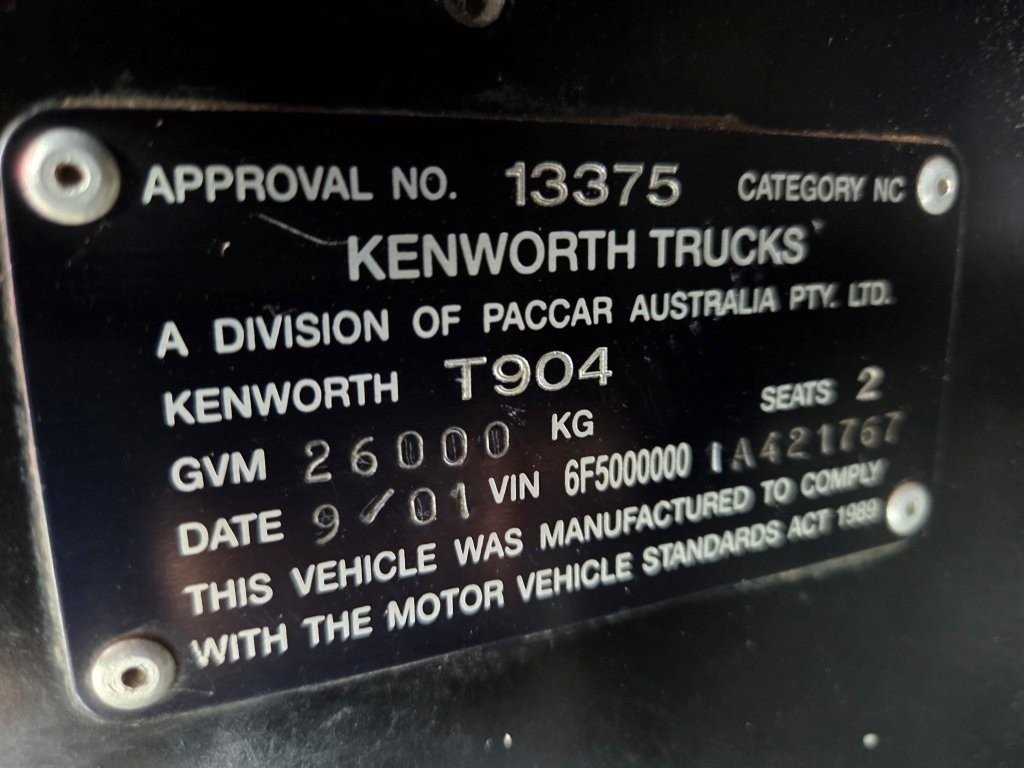 APPROVAL NO. 13375 CATEGORY NC
KENWORTH TRUCKS
A DIVISION OF PACCAR AUSTRALIA PTY. LTD.
KENWORTH T904
GVM 26000 KG SEATS 2
DATE 9/01 VIN 6F5000000 1A421767
THIS VEHICLE WAS MANUFACTURED TO COMPLY
WITH THE MOTOR VEHICLE STANDARDS ACT 1989